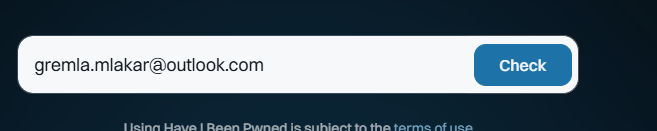 gremla.mlakar@outlook.com
Check
Using Have I Been Pwned is subject to the terms of use